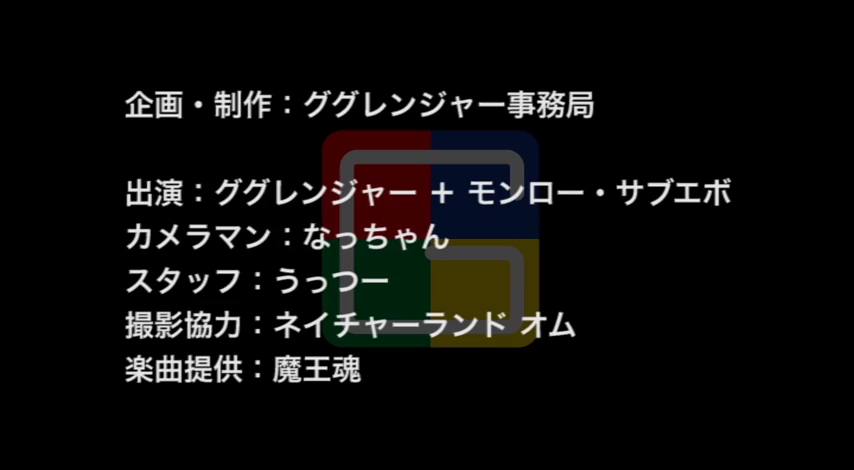 企画・制作：ググレンジャー事務局
出演：ググレンジャー ＋ モンロー・サブエボ
カメラマン：なっちゃん
スタッフ：うっつー
撮影協力：ネイチャーランド オム
楽曲提供：魔王魂